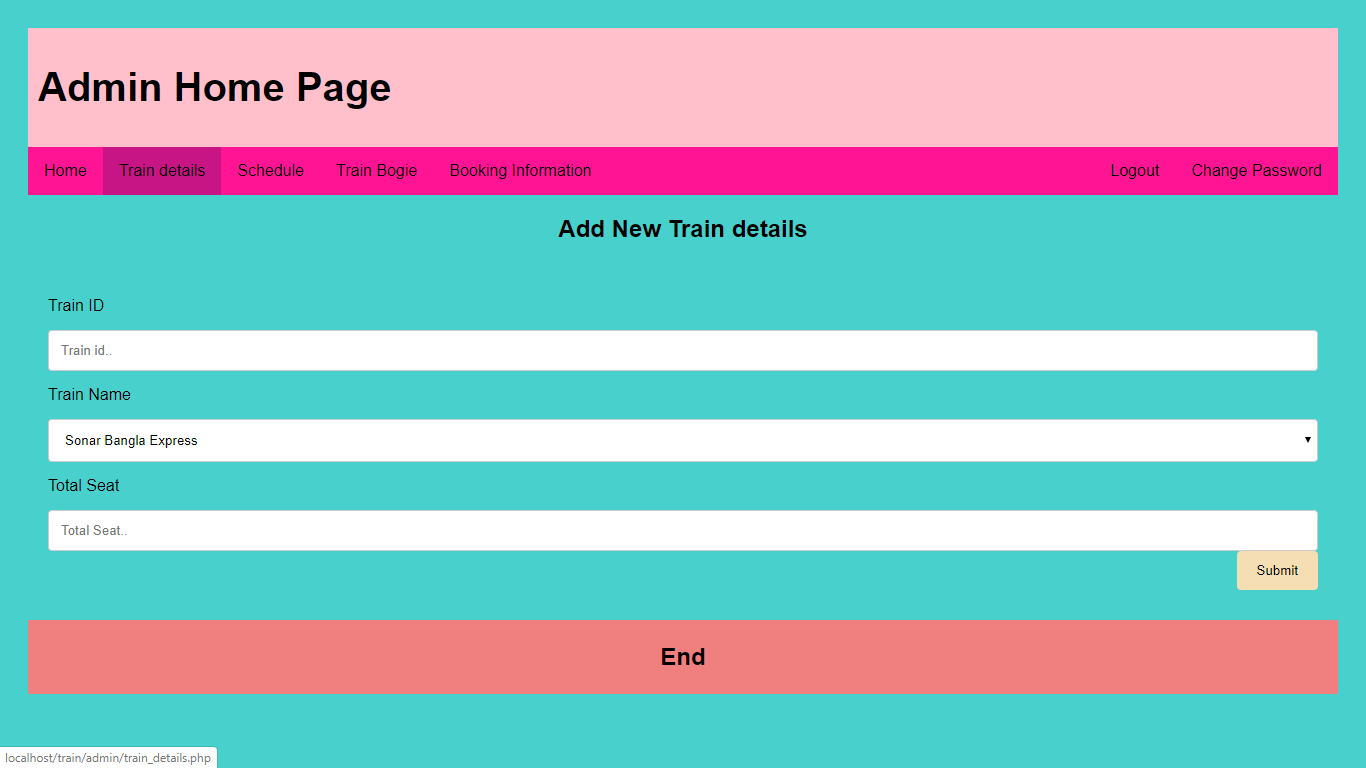 Admin Home Page
Home Train details Schedule Train Bogie Booking Information Logout Change Password
Add New Train details
Train ID
Train id..
Train Name
Sonar Bangla Express
Total Seat
Total Seat..
Submit
End
localhost/train/admin/train_details.php